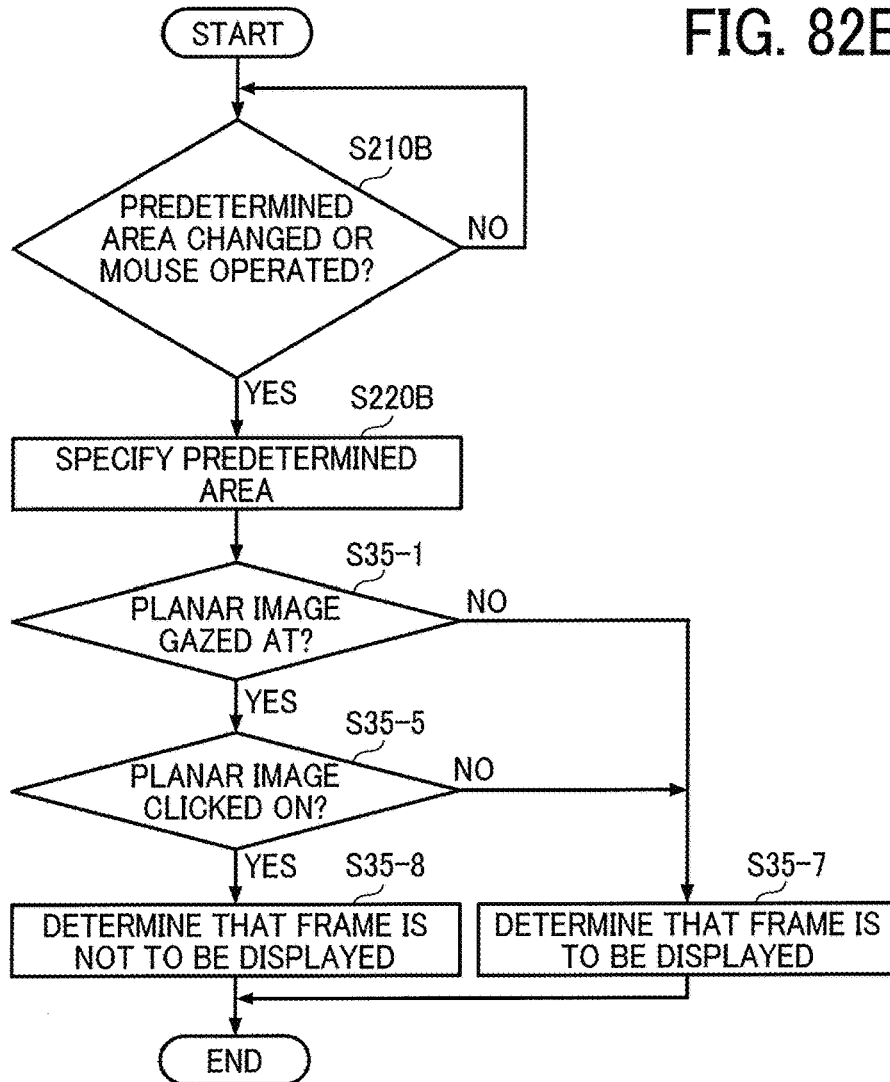 FIG. 82B
START
S210B
PREDETERMINED
AREA CHANGED OR
MOUSE OPERATED?
NO
YES
S220B
SPECIFY PREDETERMINED
AREA
S35-1
PLANAR IMAGE
GAZED AT?
NO
YES
S35-5
PLANAR IMAGE
CLICKED ON?
NO
YES
S35-8
DETERMINE THAT FRAME IS
NOT TO BE DISPLAYED
S35-7
DETERMINE THAT FRAME IS
TO BE DISPLAYED
END